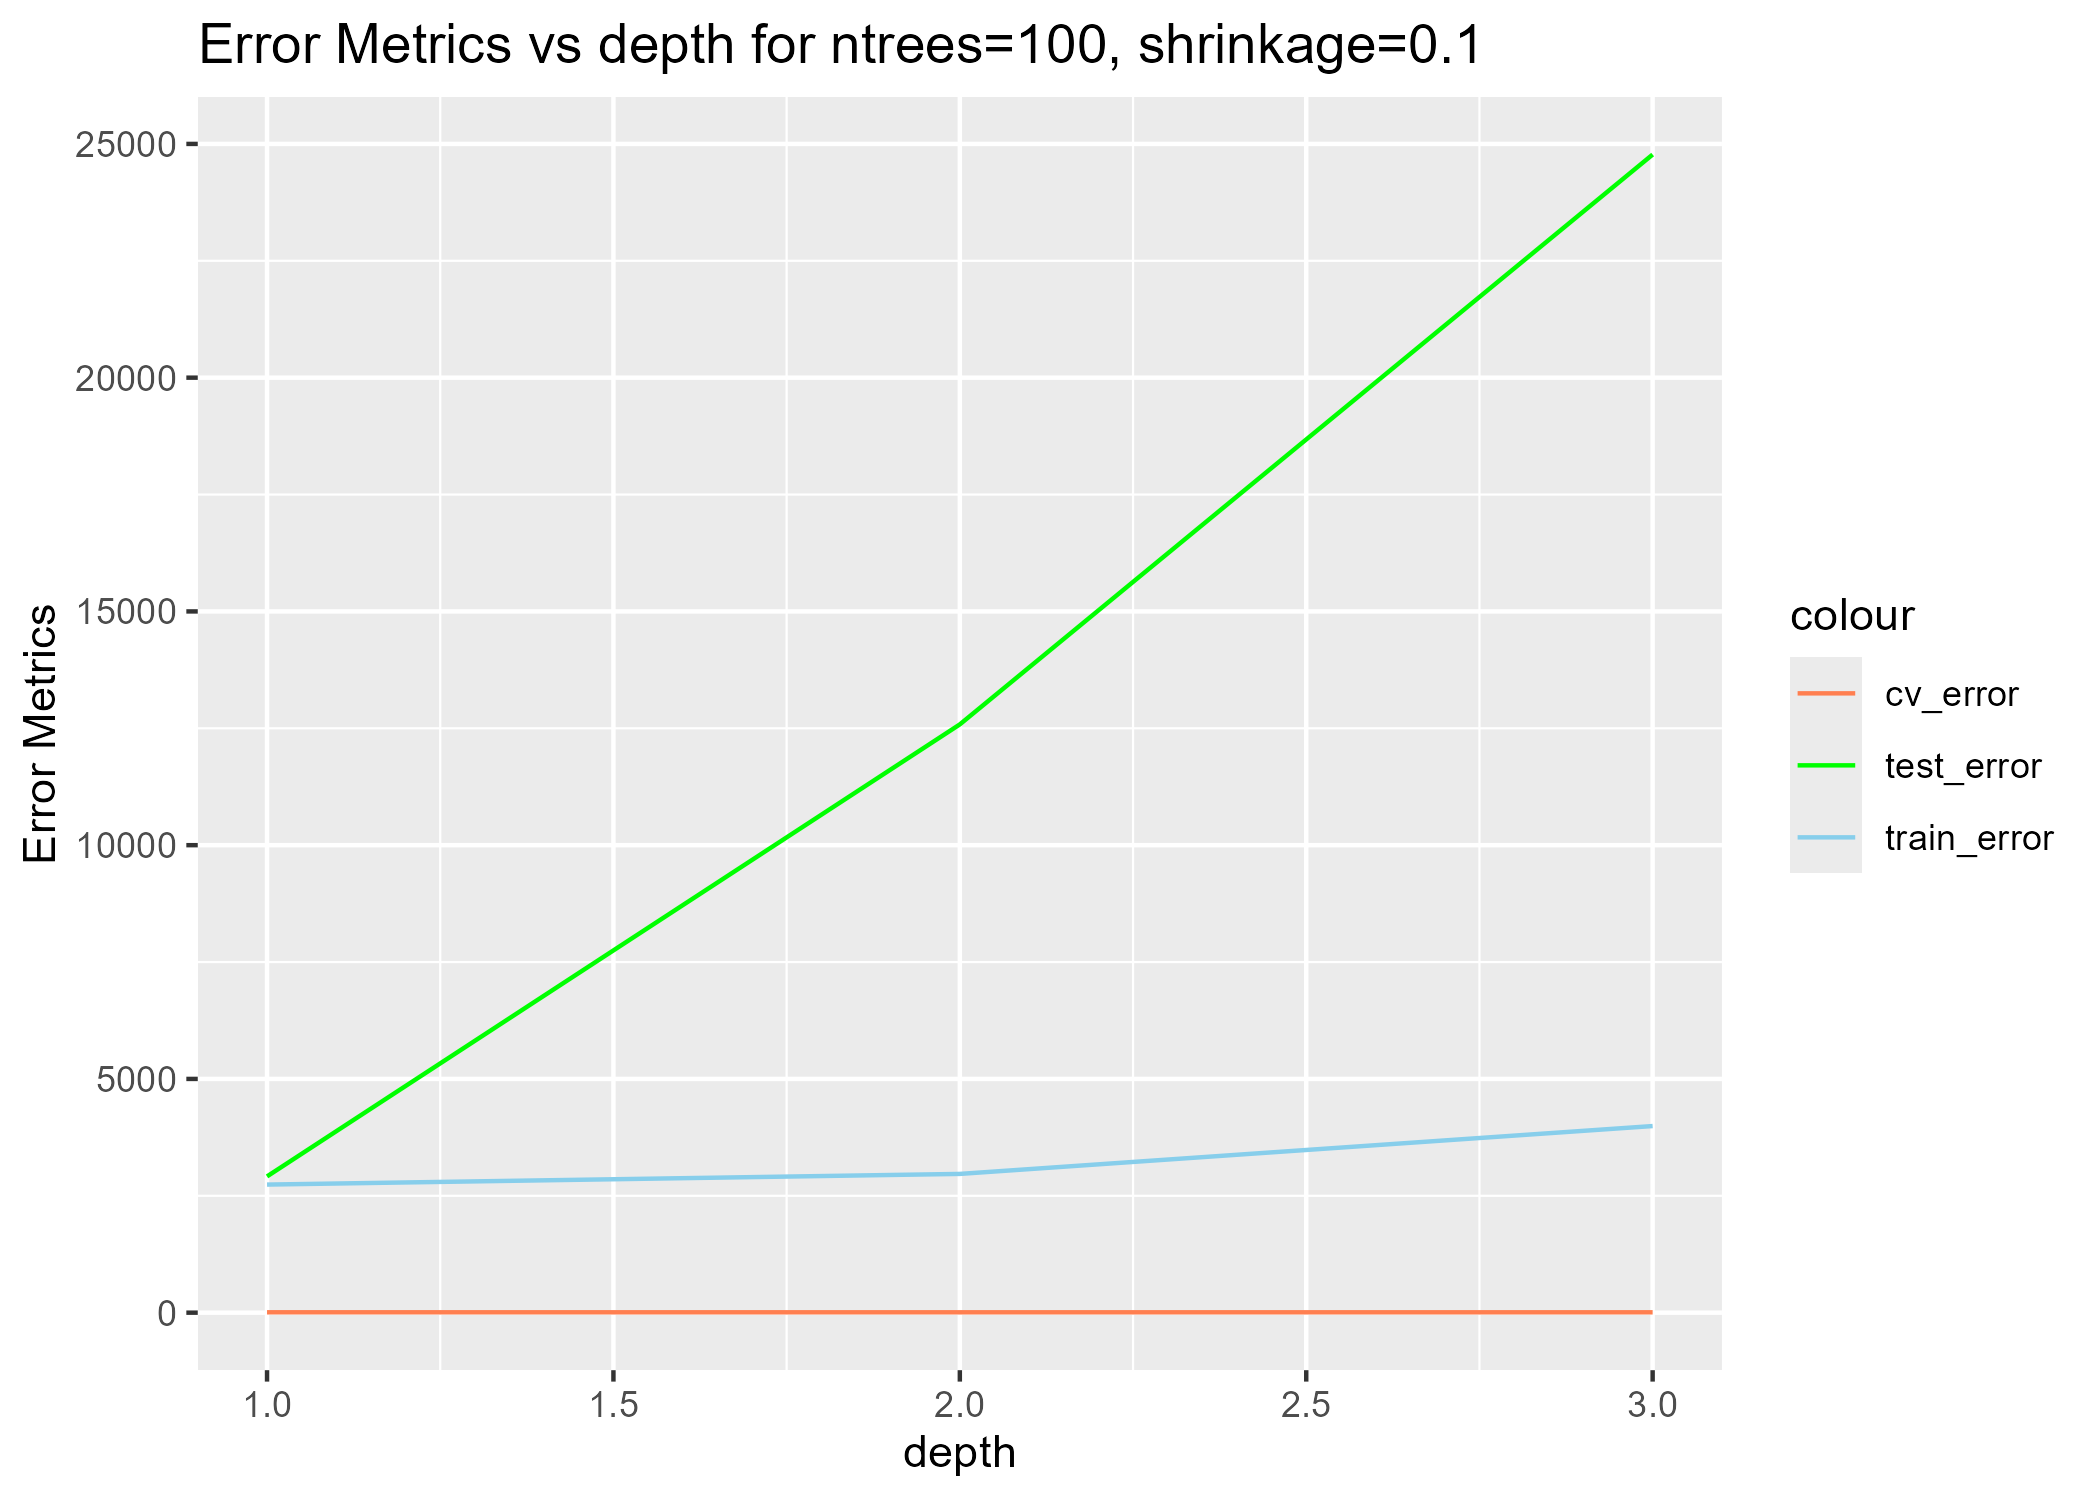 Error Metrics vs depth for ntrees=100, shrinkage=0.1
25000
20000
15000
10000
5000
0
Error Metrics
1.0 1.5 2.0 2.5 3.0
depth
colour
cv_error
test_error
train_error